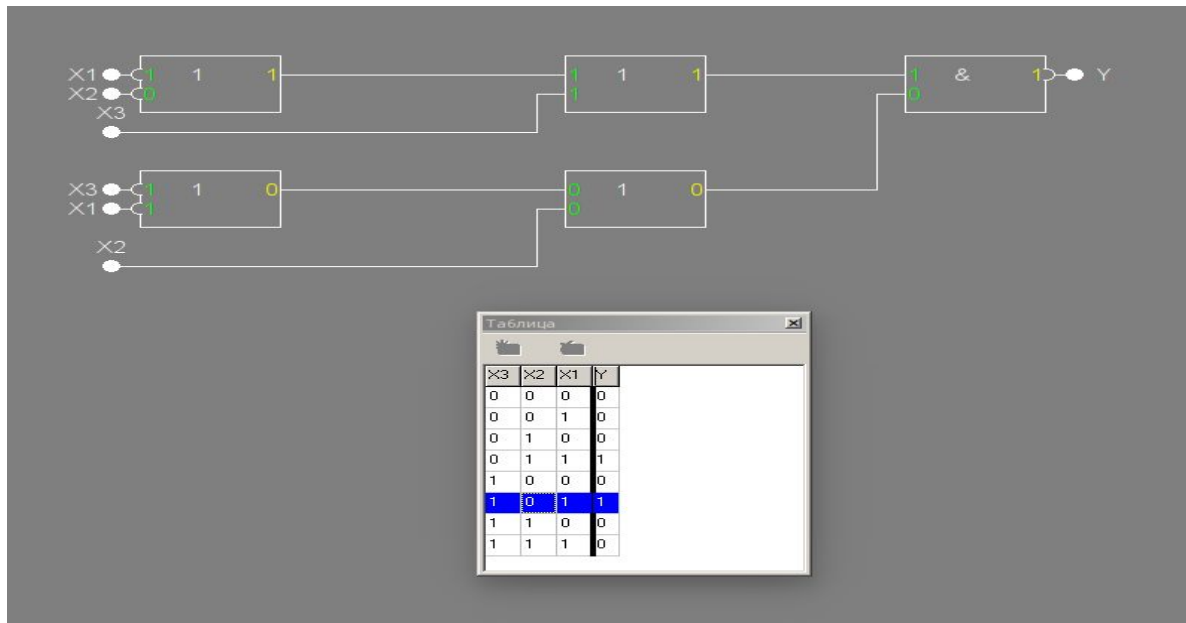 X1 1 1 1 1 1 1 1 & 1 Y
X2 0 1 0
X3
X3 1 1 0 0 1 0
X1 1 0
X2
Таблица
X3 X2 X1 Y
0 0 0 0
0 0 1 0
0 1 0 0
0 1 1 1
1 0 0 0
1 0 1 1
1 1 0 0
1 1 1 0